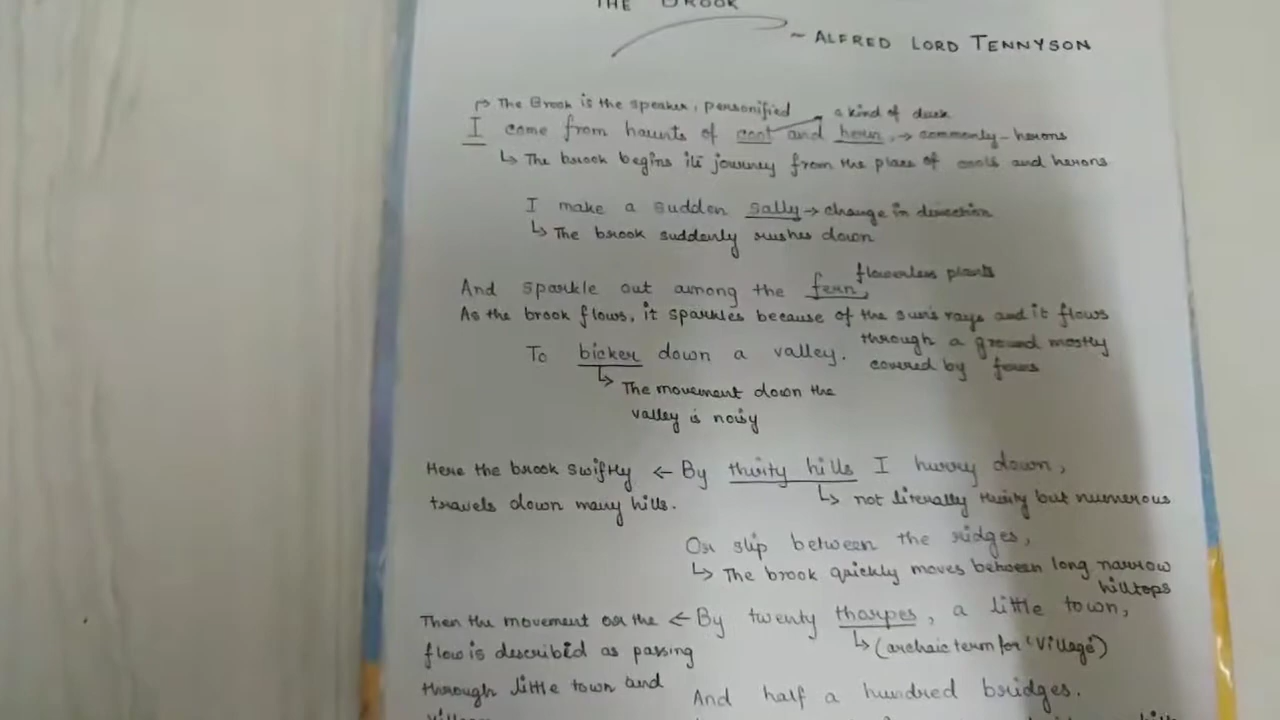 THE BROOK
~ ALFRED LORD TENNYSON
The Brook is the speaker, personified
a kind of duck
I come from haunts of coot and hern, → commonly - herons
↳ The brook begins its journey from the place of coots and herons
I make a sudden sally → change in direction
↳ The brook suddenly rushes down
flowerless plants
And sparkle out among the fern,
As the brook flows, it sparkles because of the sun's rays and it flows
through a ground mostly
To bicker down a valley.
covered by ferns
↳ The movement down the
valley is noisy
Here the brook swiftly ← By thirty hills I hurry down,
travels down many hills.
↳ not literally thirty but numerous
Or slip between the ridges,
↳ The brook quickly moves between long narrow
hilltops
Then the movement or the ← By twenty thorpes, a little town,
flow is described as passing
↳ (archaic term for 'Village')
through little town and
And half a hundred bridges.